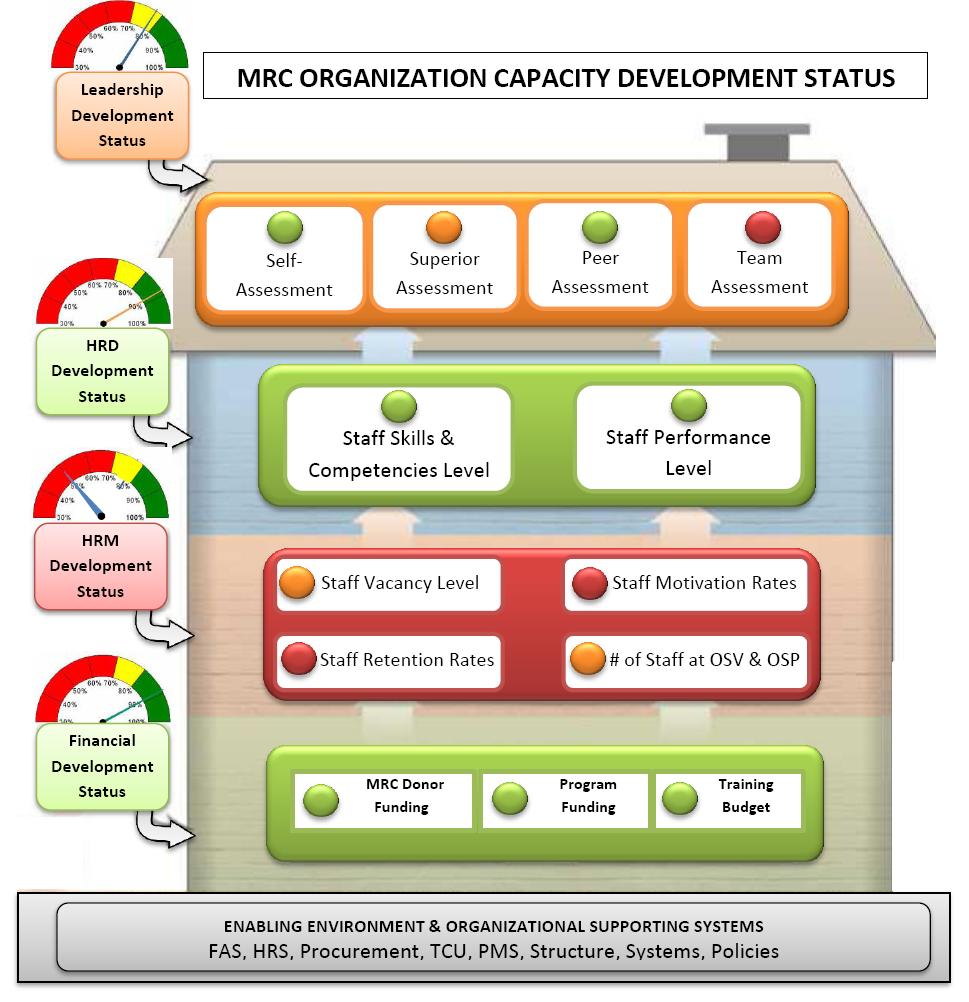 MRC ORGANIZATION CAPACITY DEVELOPMENT STATUS
30% 40% 50% 60% 70% 80% 90% 100%
Leadership
Development
Status
Self-
Assessment
Superior
Assessment
Peer
Assessment
Team
Assessment
30% 40% 50% 60% 70% 80% 90% 100%
HRD
Development
Status
Staff Skills &
Competencies Level
Staff Performance
Level
30% 40% 50% 60% 70% 80% 90% 100%
HRM
Development
Status
Staff Vacancy Level
Staff Motivation Rates
Staff Retention Rates
# of Staff at OSV & OSP
30% 40% 50% 60% 70% 80% 90% 100%
Financial
Development
Status
MRC Donor
Funding
Program
Funding
Training
Budget
ENABLING ENVIRONMENT & ORGANIZATIONAL SUPPORTING SYSTEMS
FAS, HRS, Procurement, TCU, PMS, Structure, Systems, Policies